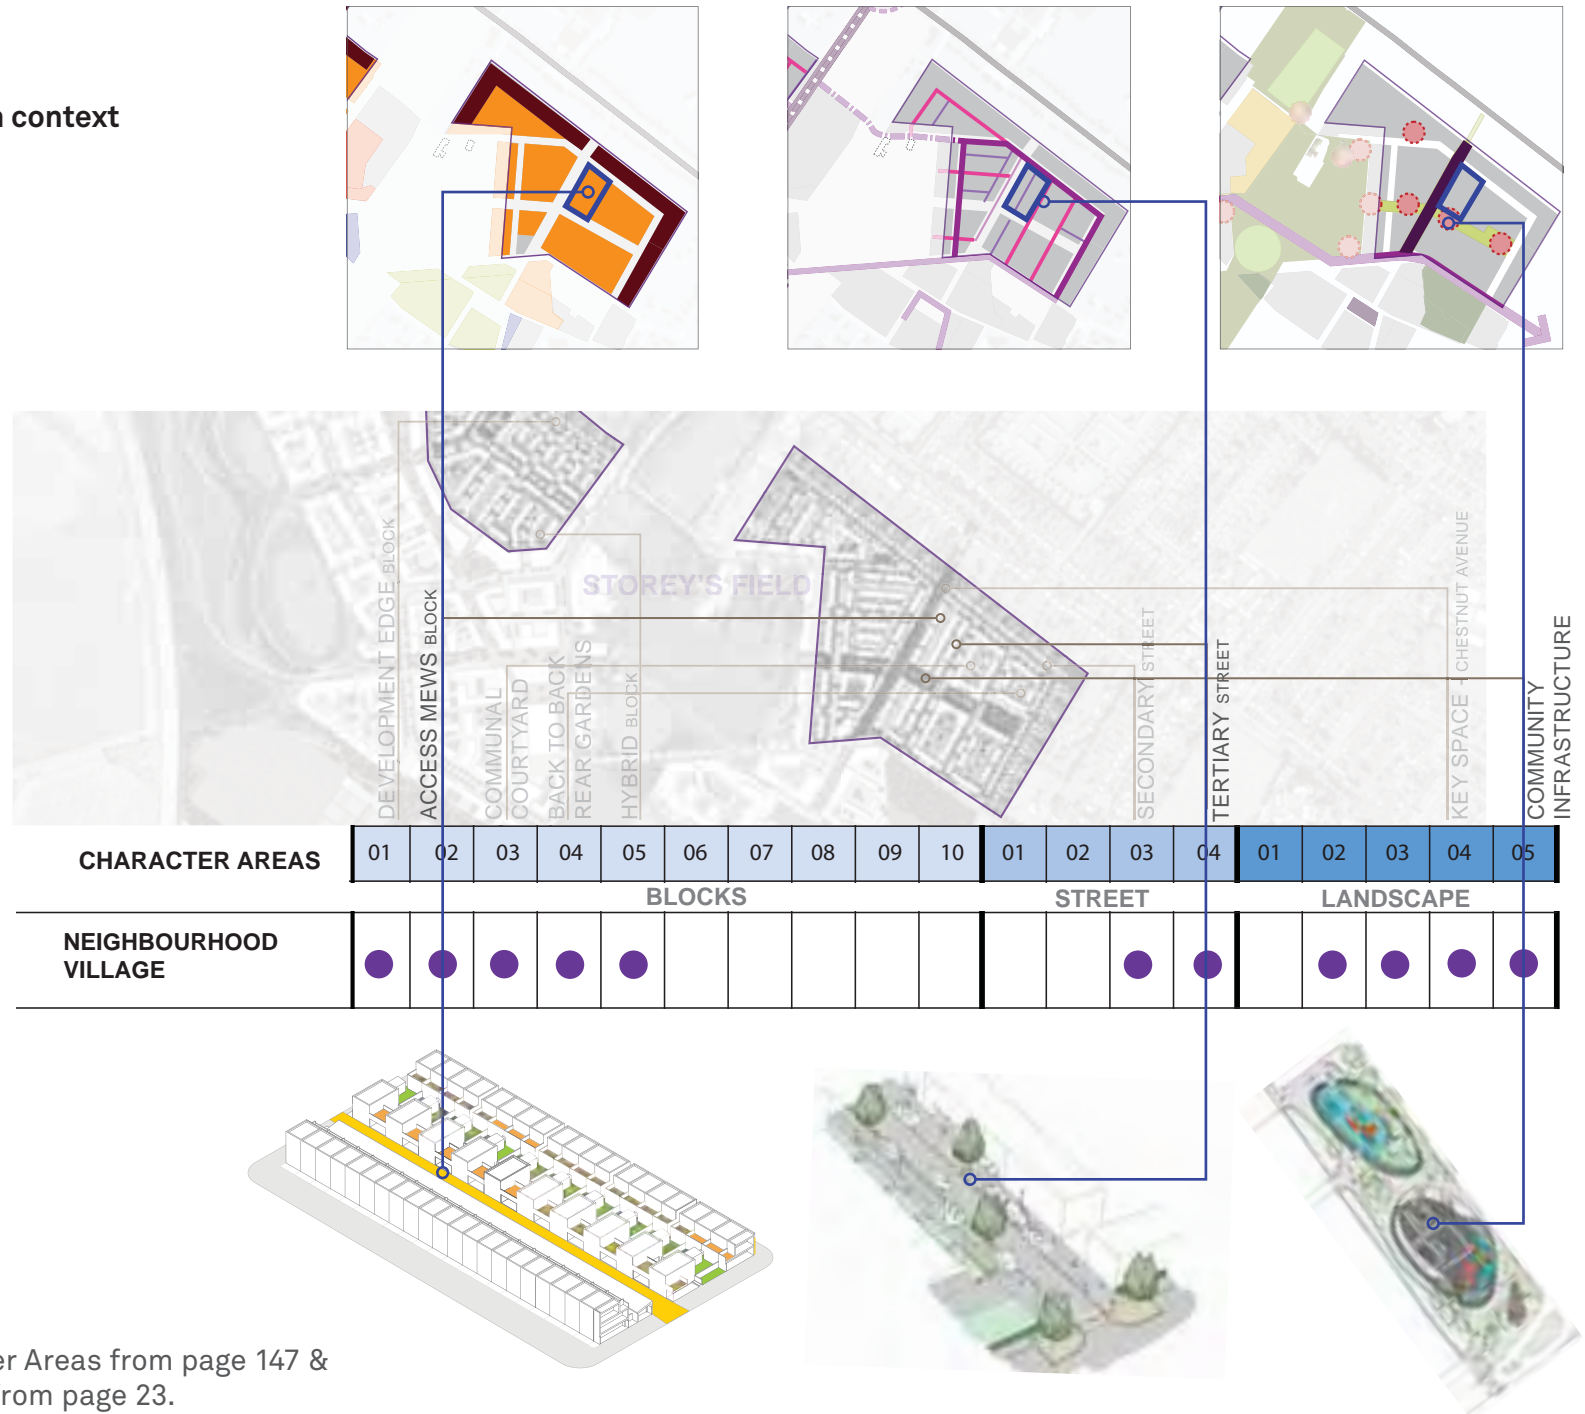 n context
STOREY'S FIELD
DEVELOPMENT EDGE BLOCK
ACCESS MEWS BLOCK
COMMUNAL
COURTYARD
BACK TO BACK
REAR GARDENS
HYBRID BLOCK
SECONDARY STREET
TERTIARY STREET
KEY SPACE - CHESTNUT AVENUE
COMMUNITY
INFRASTRUCTURE
CHARACTER AREAS 01 02 03 04 05 06 07 08 09 10 01 02 03 04 01 02 03 04 05
BLOCKS STREET LANDSCAPE
NEIGHBOURHOOD
VILLAGE
er Areas from page 147 &
rom page 23.